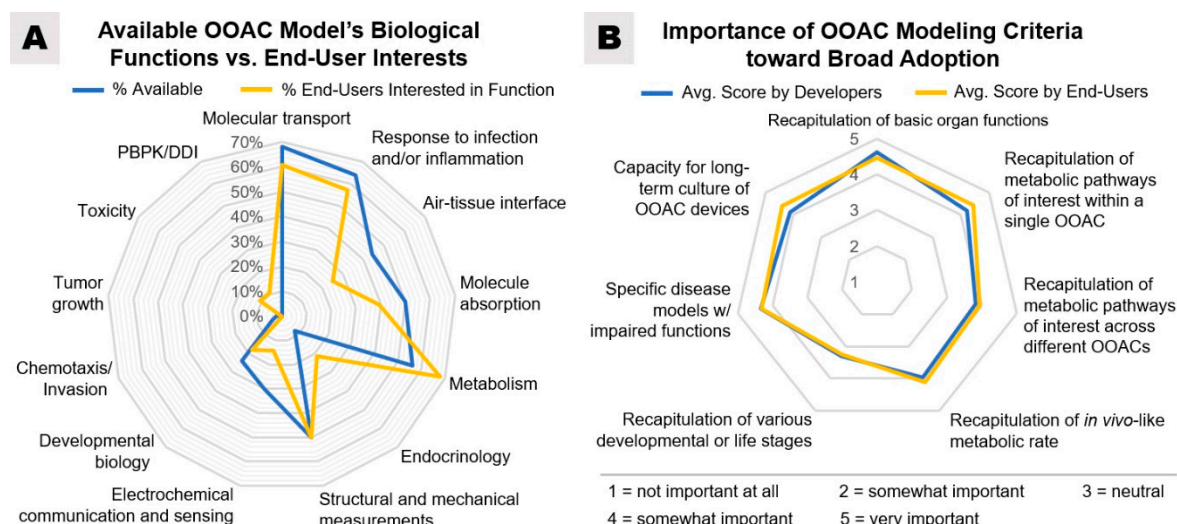 A
Available OOAC Model's Biological
Functions vs. End-User Interests
% Available
% End-Users Interested in Function
Molecular transport
Response to infection
and/or inflammation
Air-tissue interface
Molecule
absorption
Metabolism
Endocrinology
Structural and mechanical
measurements
Electrochemical
communication and sensing
Developmental
biology
Chemotaxis/
Invasion
Tumor
growth
Toxicity
PBPK/DDI
70%
60%
50%
40%
30%
20%
10%
0%
B
Importance of OOAC Modeling Criteria
toward Broad Adoption
Avg. Score by Developers
Avg. Score by End-Users
Recapitulation of basic organ functions
Recapitulation of
metabolic pathways
of interest within a
single OOAC
Recapitulation of
metabolic pathways
of interest across
different OOACs
Recapitulation of in vivo-like
metabolic rate
Recapitulation of various
developmental or life stages
Specific disease
models w/
impaired functions
Capacity for long-
term culture of
OOAC devices
5
4
3
2
1
1 = not important at all
2 = somewhat important
3 = neutral
4 = somewhat important
5 = very important